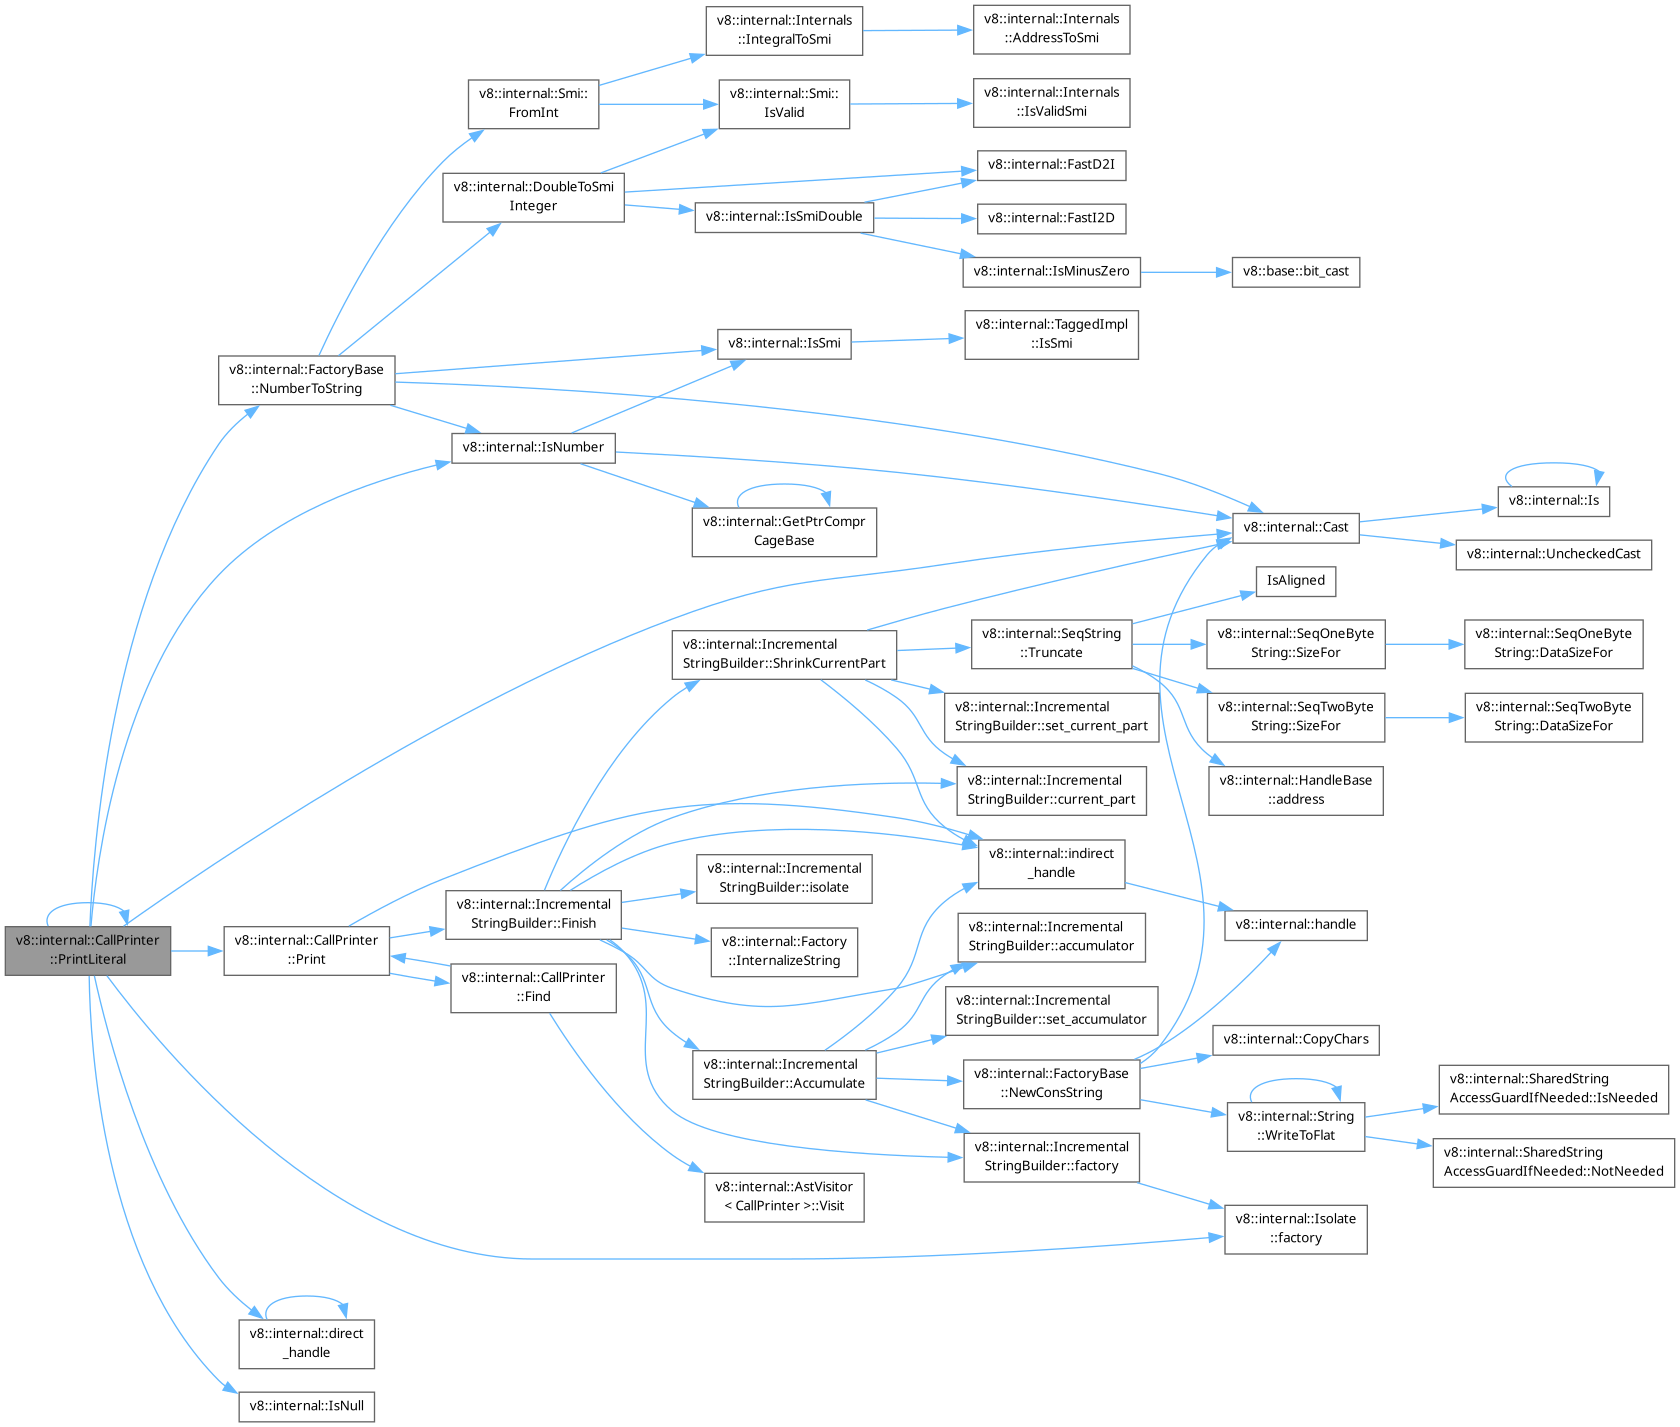 v8::internal::Internals
::IntegralToSmi
v8::internal::Internals
::AddressToSmi
v8::internal::Smi::
FromInt
v8::internal::Smi::
IsValid
v8::internal::Internals
::IsValidSmi
v8::internal::FastD2I
v8::internal::DoubleToSmi
Integer
v8::internal::IsSmiDouble
v8::internal::FastI2D
v8::internal::IsMinusZero
v8::base::bit_cast
v8::internal::IsSmi
v8::internal::TaggedImpl
::IsSmi
v8::internal::FactoryBase
::NumberToString
v8::internal::IsNumber
v8::internal::GetPtrCompr
CageBase
v8::internal::Cast
v8::internal::Is
v8::internal::UncheckedCast
IsAligned
v8::internal::Incremental
StringBuilder::ShrinkCurrentPart
v8::internal::SeqString
::Truncate
v8::internal::SeqOneByte
String::SizeFor
v8::internal::SeqOneByte
String::DataSizeFor
v8::internal::Incremental
StringBuilder::set_current_part
v8::internal::SeqTwoByte
String::SizeFor
v8::internal::SeqTwoByte
String::DataSizeFor
v8::internal::Incremental
StringBuilder::current_part
v8::internal::HandleBase
::address
v8::internal::indirect
_handle
v8::internal::Incremental
StringBuilder::isolate
v8::internal::CallPrinter
::PrintLiteral
v8::internal::CallPrinter
::Print
v8::internal::Incremental
StringBuilder::Finish
v8::internal::Factory
::InternalizeString
v8::internal::Incremental
StringBuilder::accumulator
v8::internal::handle
v8::internal::CallPrinter
::Find
v8::internal::Incremental
StringBuilder::set_accumulator
v8::internal::Incremental
StringBuilder::Accumulate
v8::internal::FactoryBase
::NewConsString
v8::internal::CopyChars
v8::internal::String
::WriteToFlat
v8::internal::SharedString
AccessGuardIfNeeded::IsNeeded
v8::internal::SharedString
AccessGuardIfNeeded::NotNeeded
v8::internal::Incremental
StringBuilder::factory
v8::internal::AstVisitor
< CallPrinter >::Visit
v8::internal::Isolate
::factory
v8::internal::direct
_handle
v8::internal::IsNull